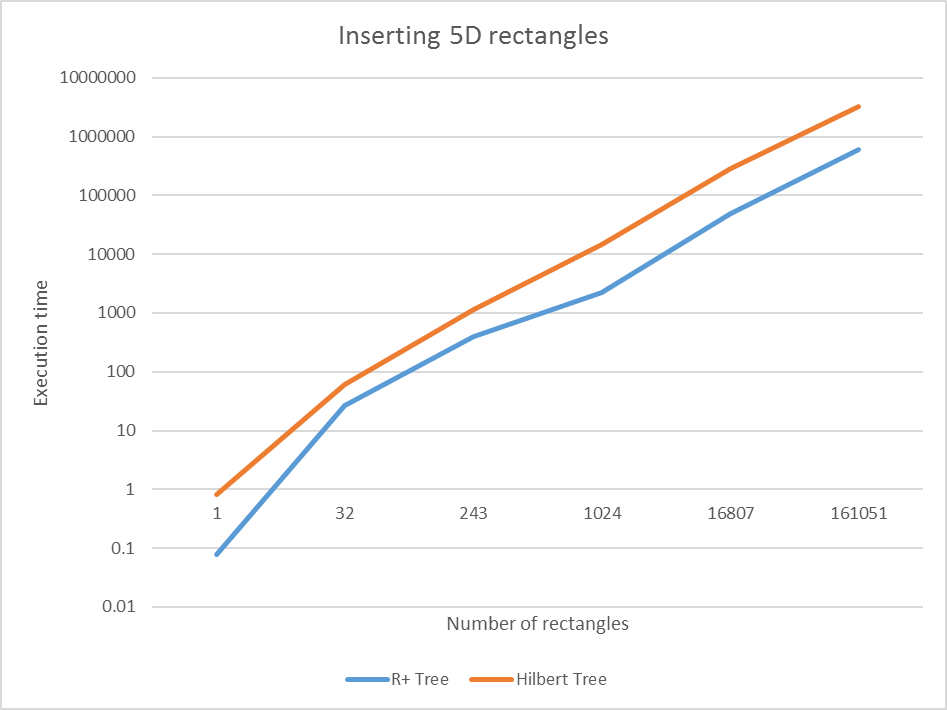 Inserting 5D rectangles
10000000
1000000
100000
10000
1000
100
10
1
0.1
0.01
Execution time
1 32 243 1024 16807 161051
Number of rectangles
R+ Tree Hilbert Tree